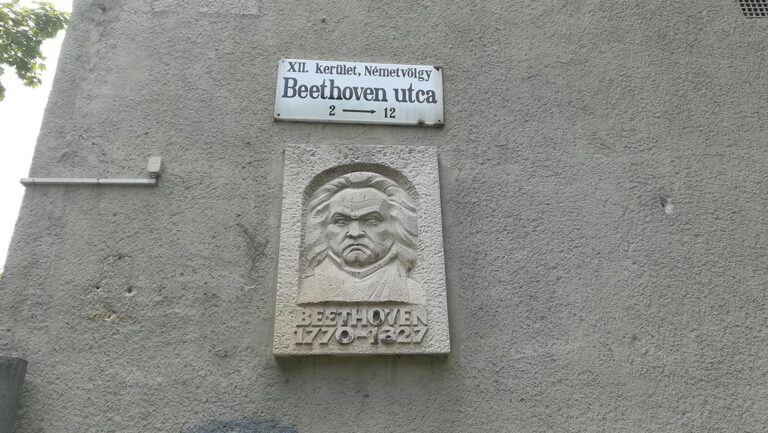 XII. kerület, Németvölgy
Beethoven utca
2 → 12
BEETHOVEN
1770-1827